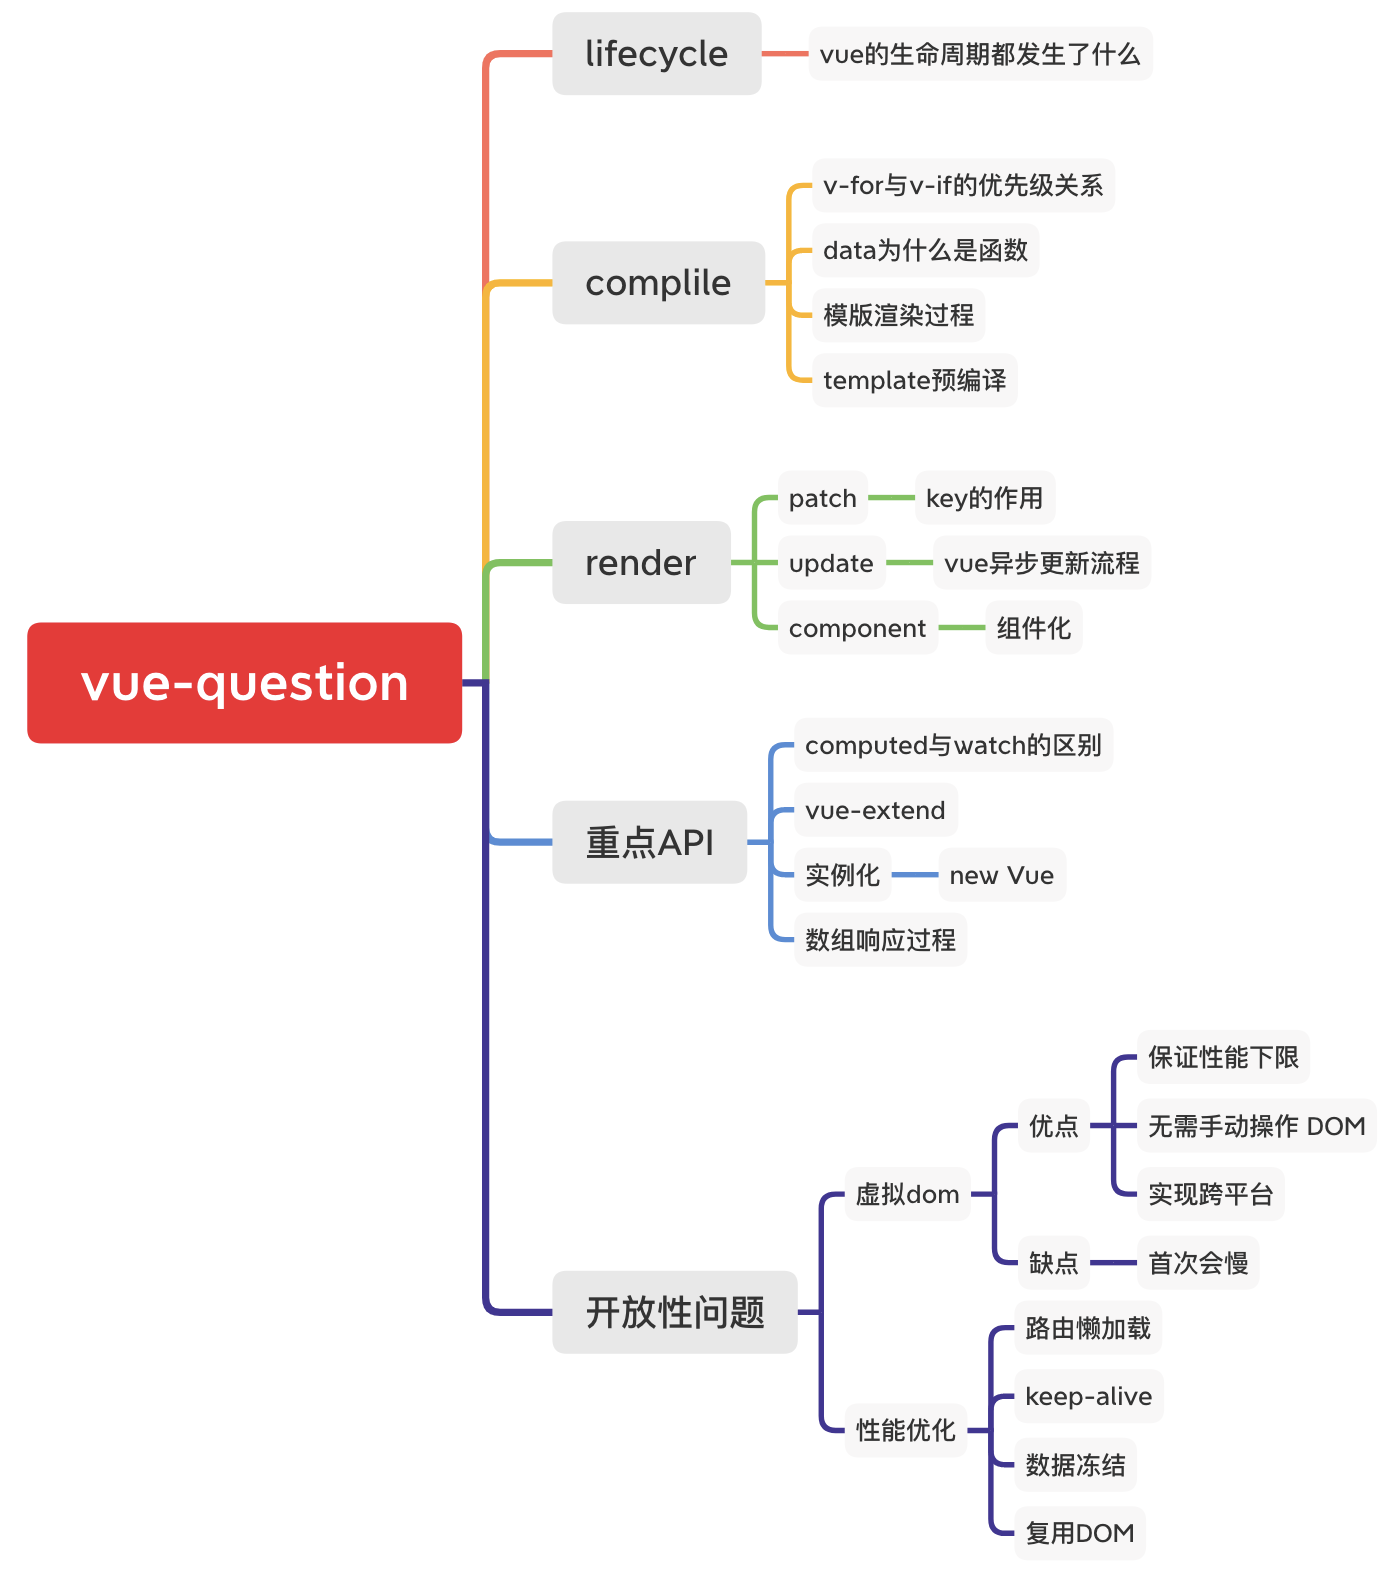 lifecycle
vue的生命周期都发生了什么
complile
v-for与v-if的优先级关系
data为什么是函数
模版渲染过程
template预编译
render
patch
key的作用
update
vue异步更新流程
component
组件化
vue-question
重点API
computed与watch的区别
vue-extend
实例化
new Vue
数组响应过程
开放性问题
虚拟dom
优点
保证性能下限
无需手动操作 DOM
实现跨平台
缺点
首次会慢
性能优化
路由懒加载
keep-alive
数据冻结
复用DOM